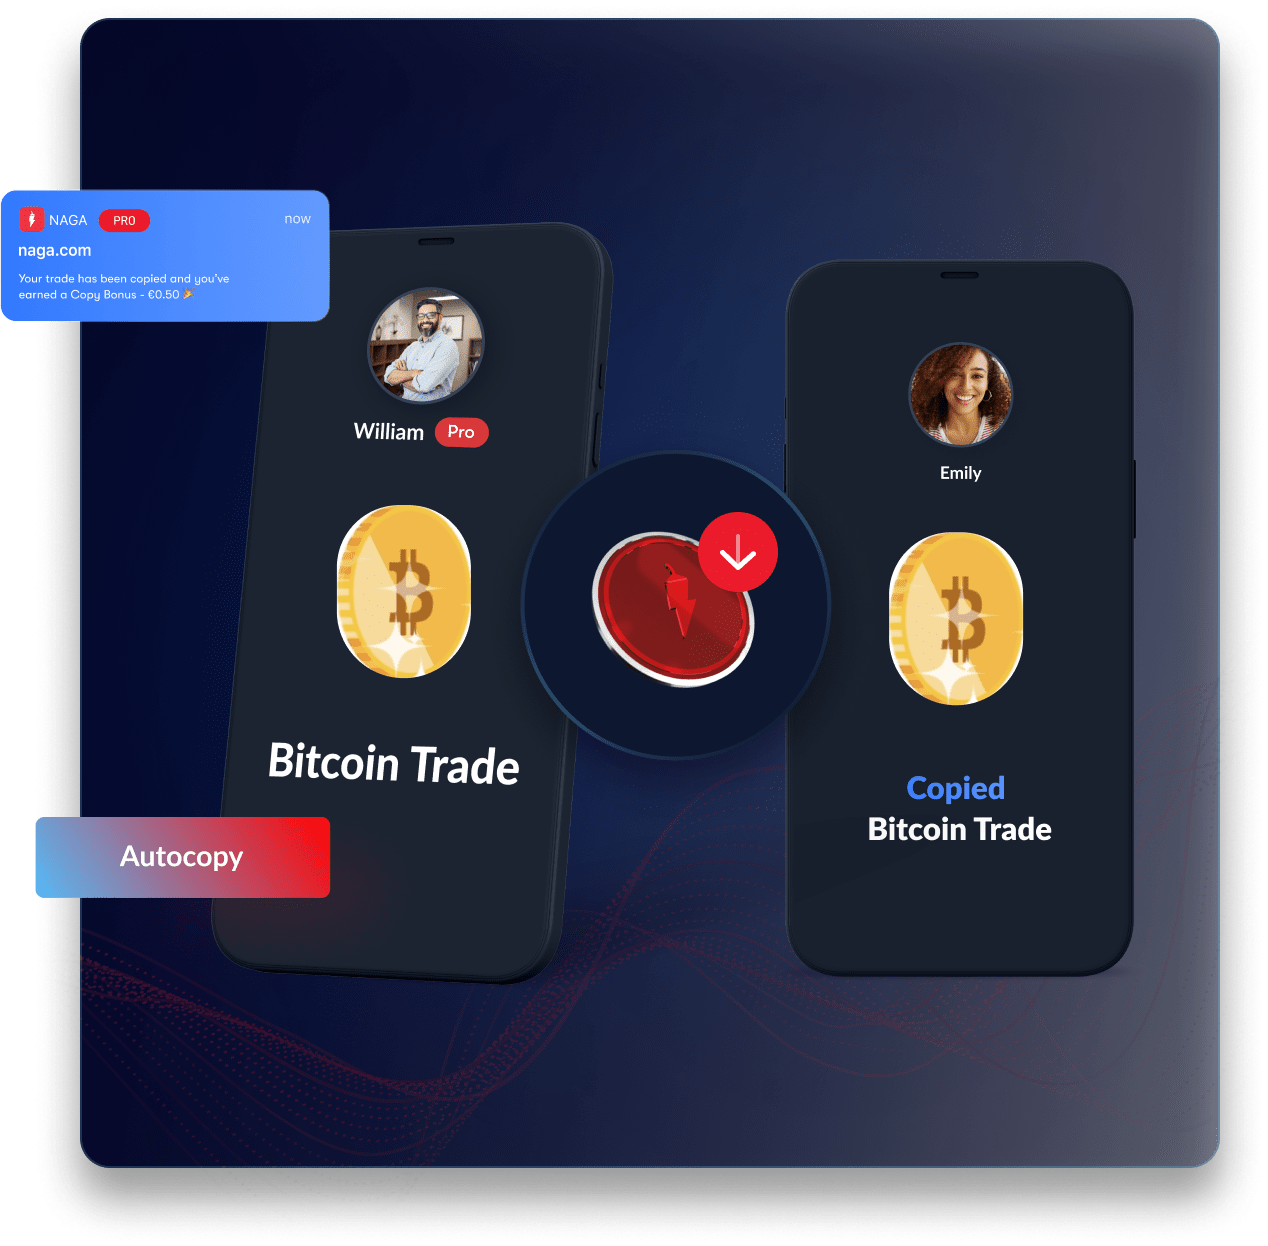 NAGA PRO now
naga.com
Your trade has been copied and you've
earned a Copy Bonus - €0.50 🎉
William Pro
Emily
Bitcoin Trade
Copied
Bitcoin Trade
Autocopy